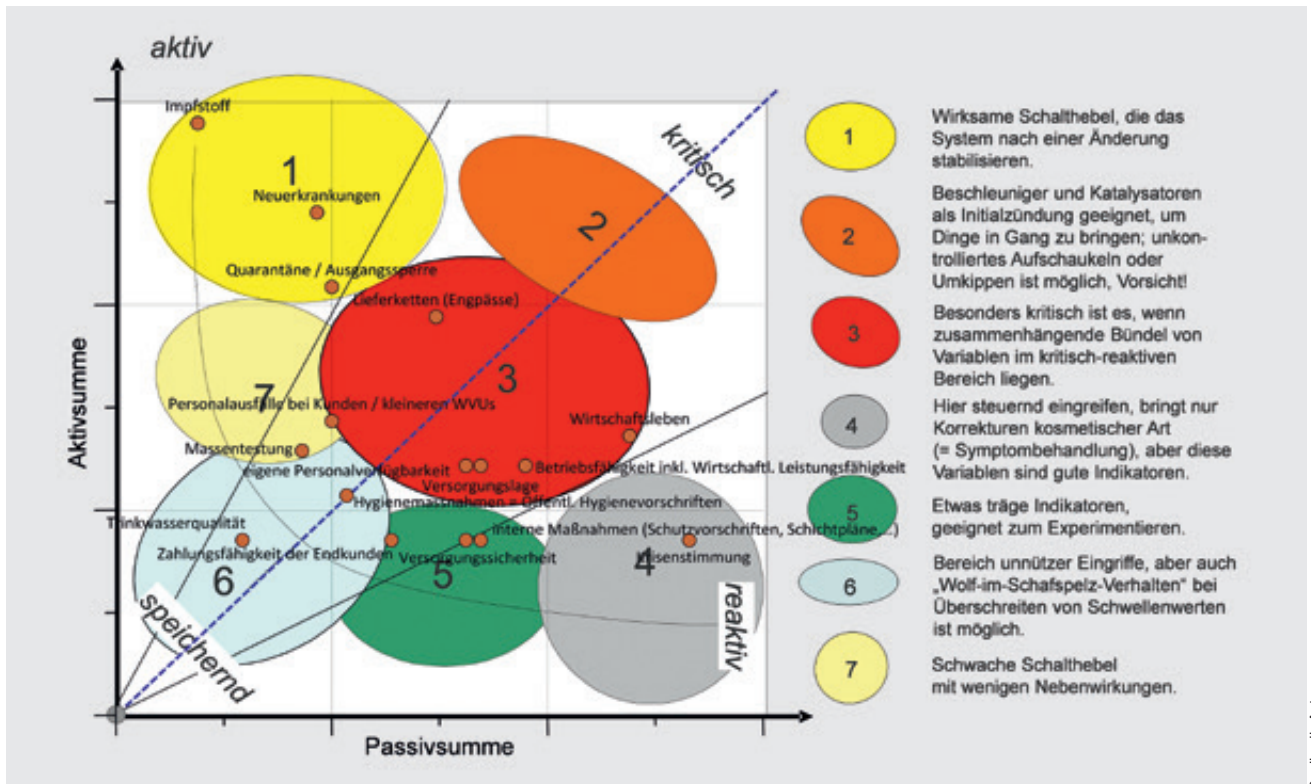 aktiv
Impfstoff
1
Neuerkrankungen
kritisch
2
Quarantäne / Ausgangssperre
Lieferketten (Engpässe)
Aktivsumme
3
7
Personalausfälle bei Kunden / kleineren WVUs
Wirtschaftsleben
Massentestung
eigene Personalverfügbarkeit
Betriebsfähigkeit inkl. Wirtschaftl. Leistungsfähigkeit
Versorgungslage
Hygienemassnahmen = Öffentl. Hygienevorschriften
Trinkwasserqualität
Interne Maßnahmen (Schutzvorschriften, Schichtpläne,...)
Zahlungsfähigkeit der Endkunden
Versorgungssicherheit
Krisenstimmung
6
5
4
speichernd
reaktiv
Passivsumme
1
Wirksame Schalthebel, die das
System nach einer Änderung
stabilisieren.
2
Beschleuniger und Katalysatoren
als Initialzündung geeignet, um
Dinge in Gang zu bringen; unkon-
trolliertes Aufschaukeln oder
Umkippen ist möglich, Vorsicht!
3
Besonders kritisch ist es, wenn
zusammenhängende Bündel von
Variablen im kritisch-reaktiven
Bereich liegen.
4
Hier steuernd eingreifen, bringt nur
Korrekturen kosmetischer Art
(= Symptombehandlung), aber diese
Variablen sind gute Indikatoren.
5
Etwas träge Indikatoren,
geeignet zum Experimentieren.
6
Bereich unnützer Eingriffe, aber auch
„Wolf-im-Schafspelz-Verhalten“ bei
Überschreiten von Schwellenwerten
ist möglich.
7
Schwache Schalthebel
mit wenigen Nebenwirkungen.